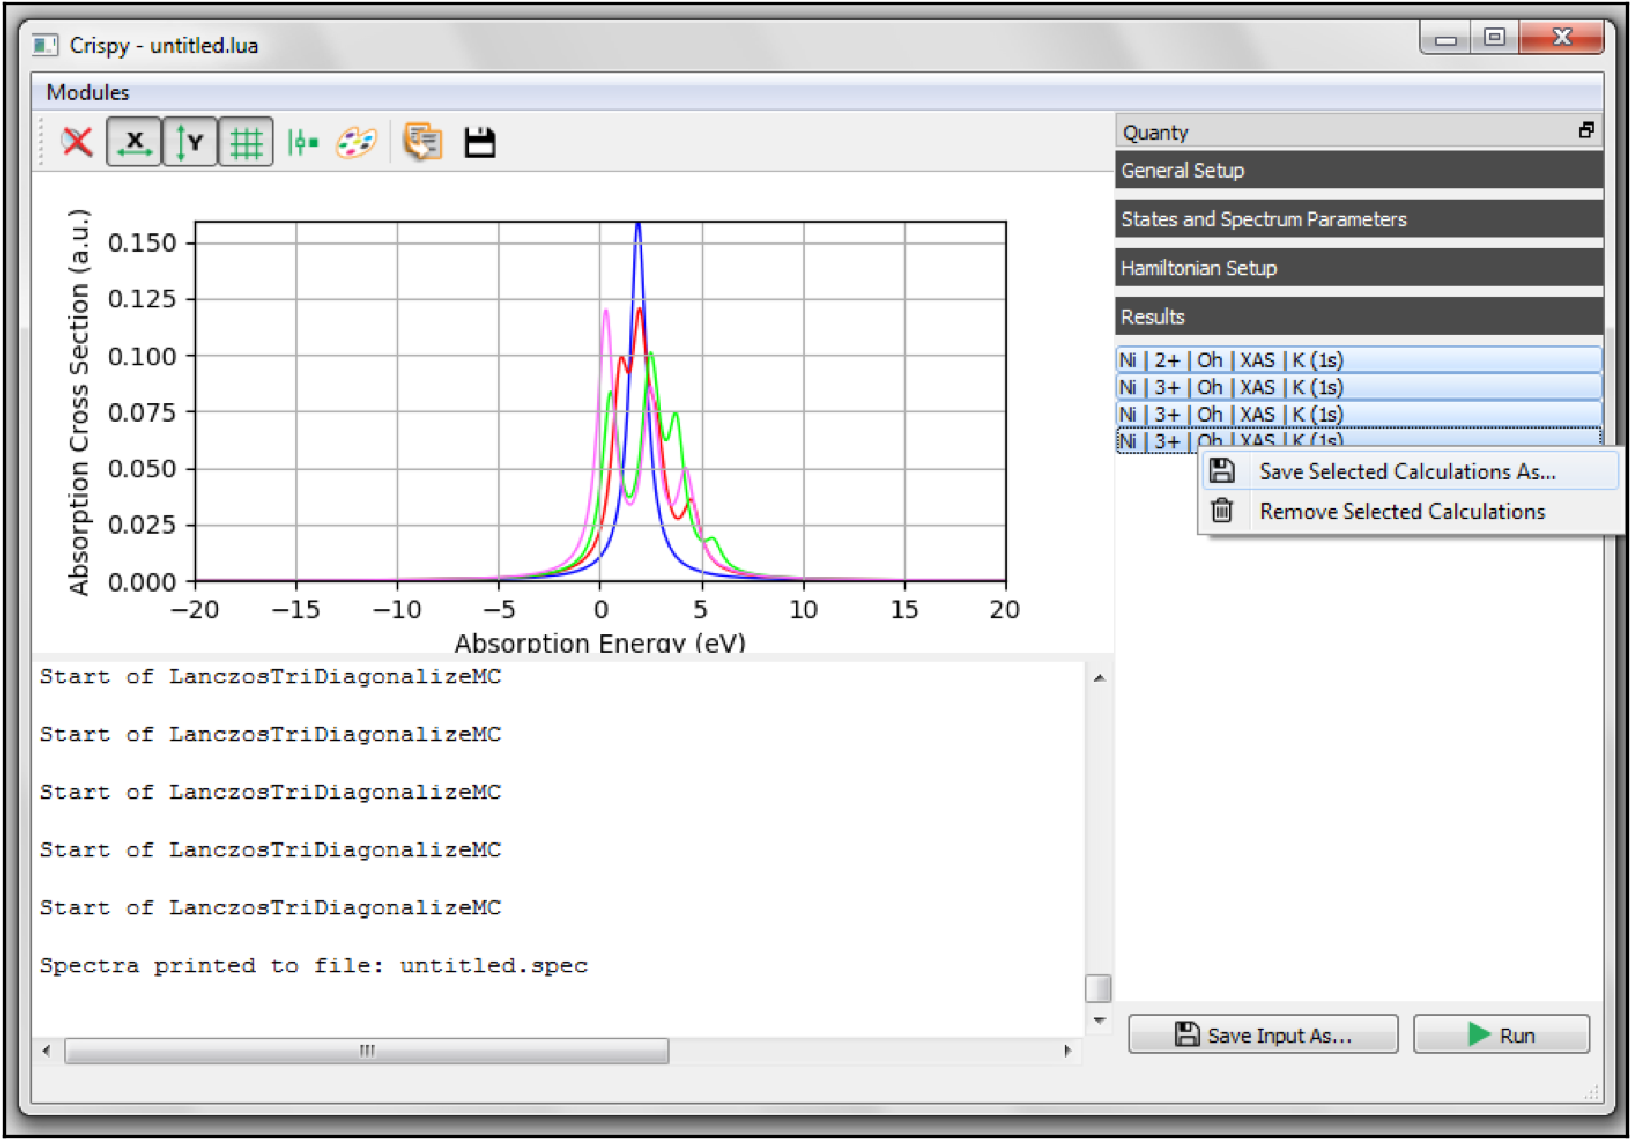 Crispy - untitled.lua
Modules
X
Y
Quanty
General Setup
States and Spectrum Parameters
Hamiltonian Setup
Results
Ni | 2+ | Oh | XAS | K (1s)
Ni | 3+ | Oh | XAS | K (1s)
Ni | 3+ | Oh | XAS | K (1s)
Ni | 3+ | Oh | XAS | K (1s)
Save Selected Calculations As...
Remove Selected Calculations
Absorption Cross Section (a.u.)
0.150
0.125
0.100
0.075
0.050
0.025
0.000
−20 −15 −10 −5 0 5 10 15 20
Absorption Energy (eV)
Start of LanczosTriDiagonalizeMC
Start of LanczosTriDiagonalizeMC
Start of LanczosTriDiagonalizeMC
Start of LanczosTriDiagonalizeMC
Start of LanczosTriDiagonalizeMC
Spectra printed to file: untitled.spec
Save Input As...
Run